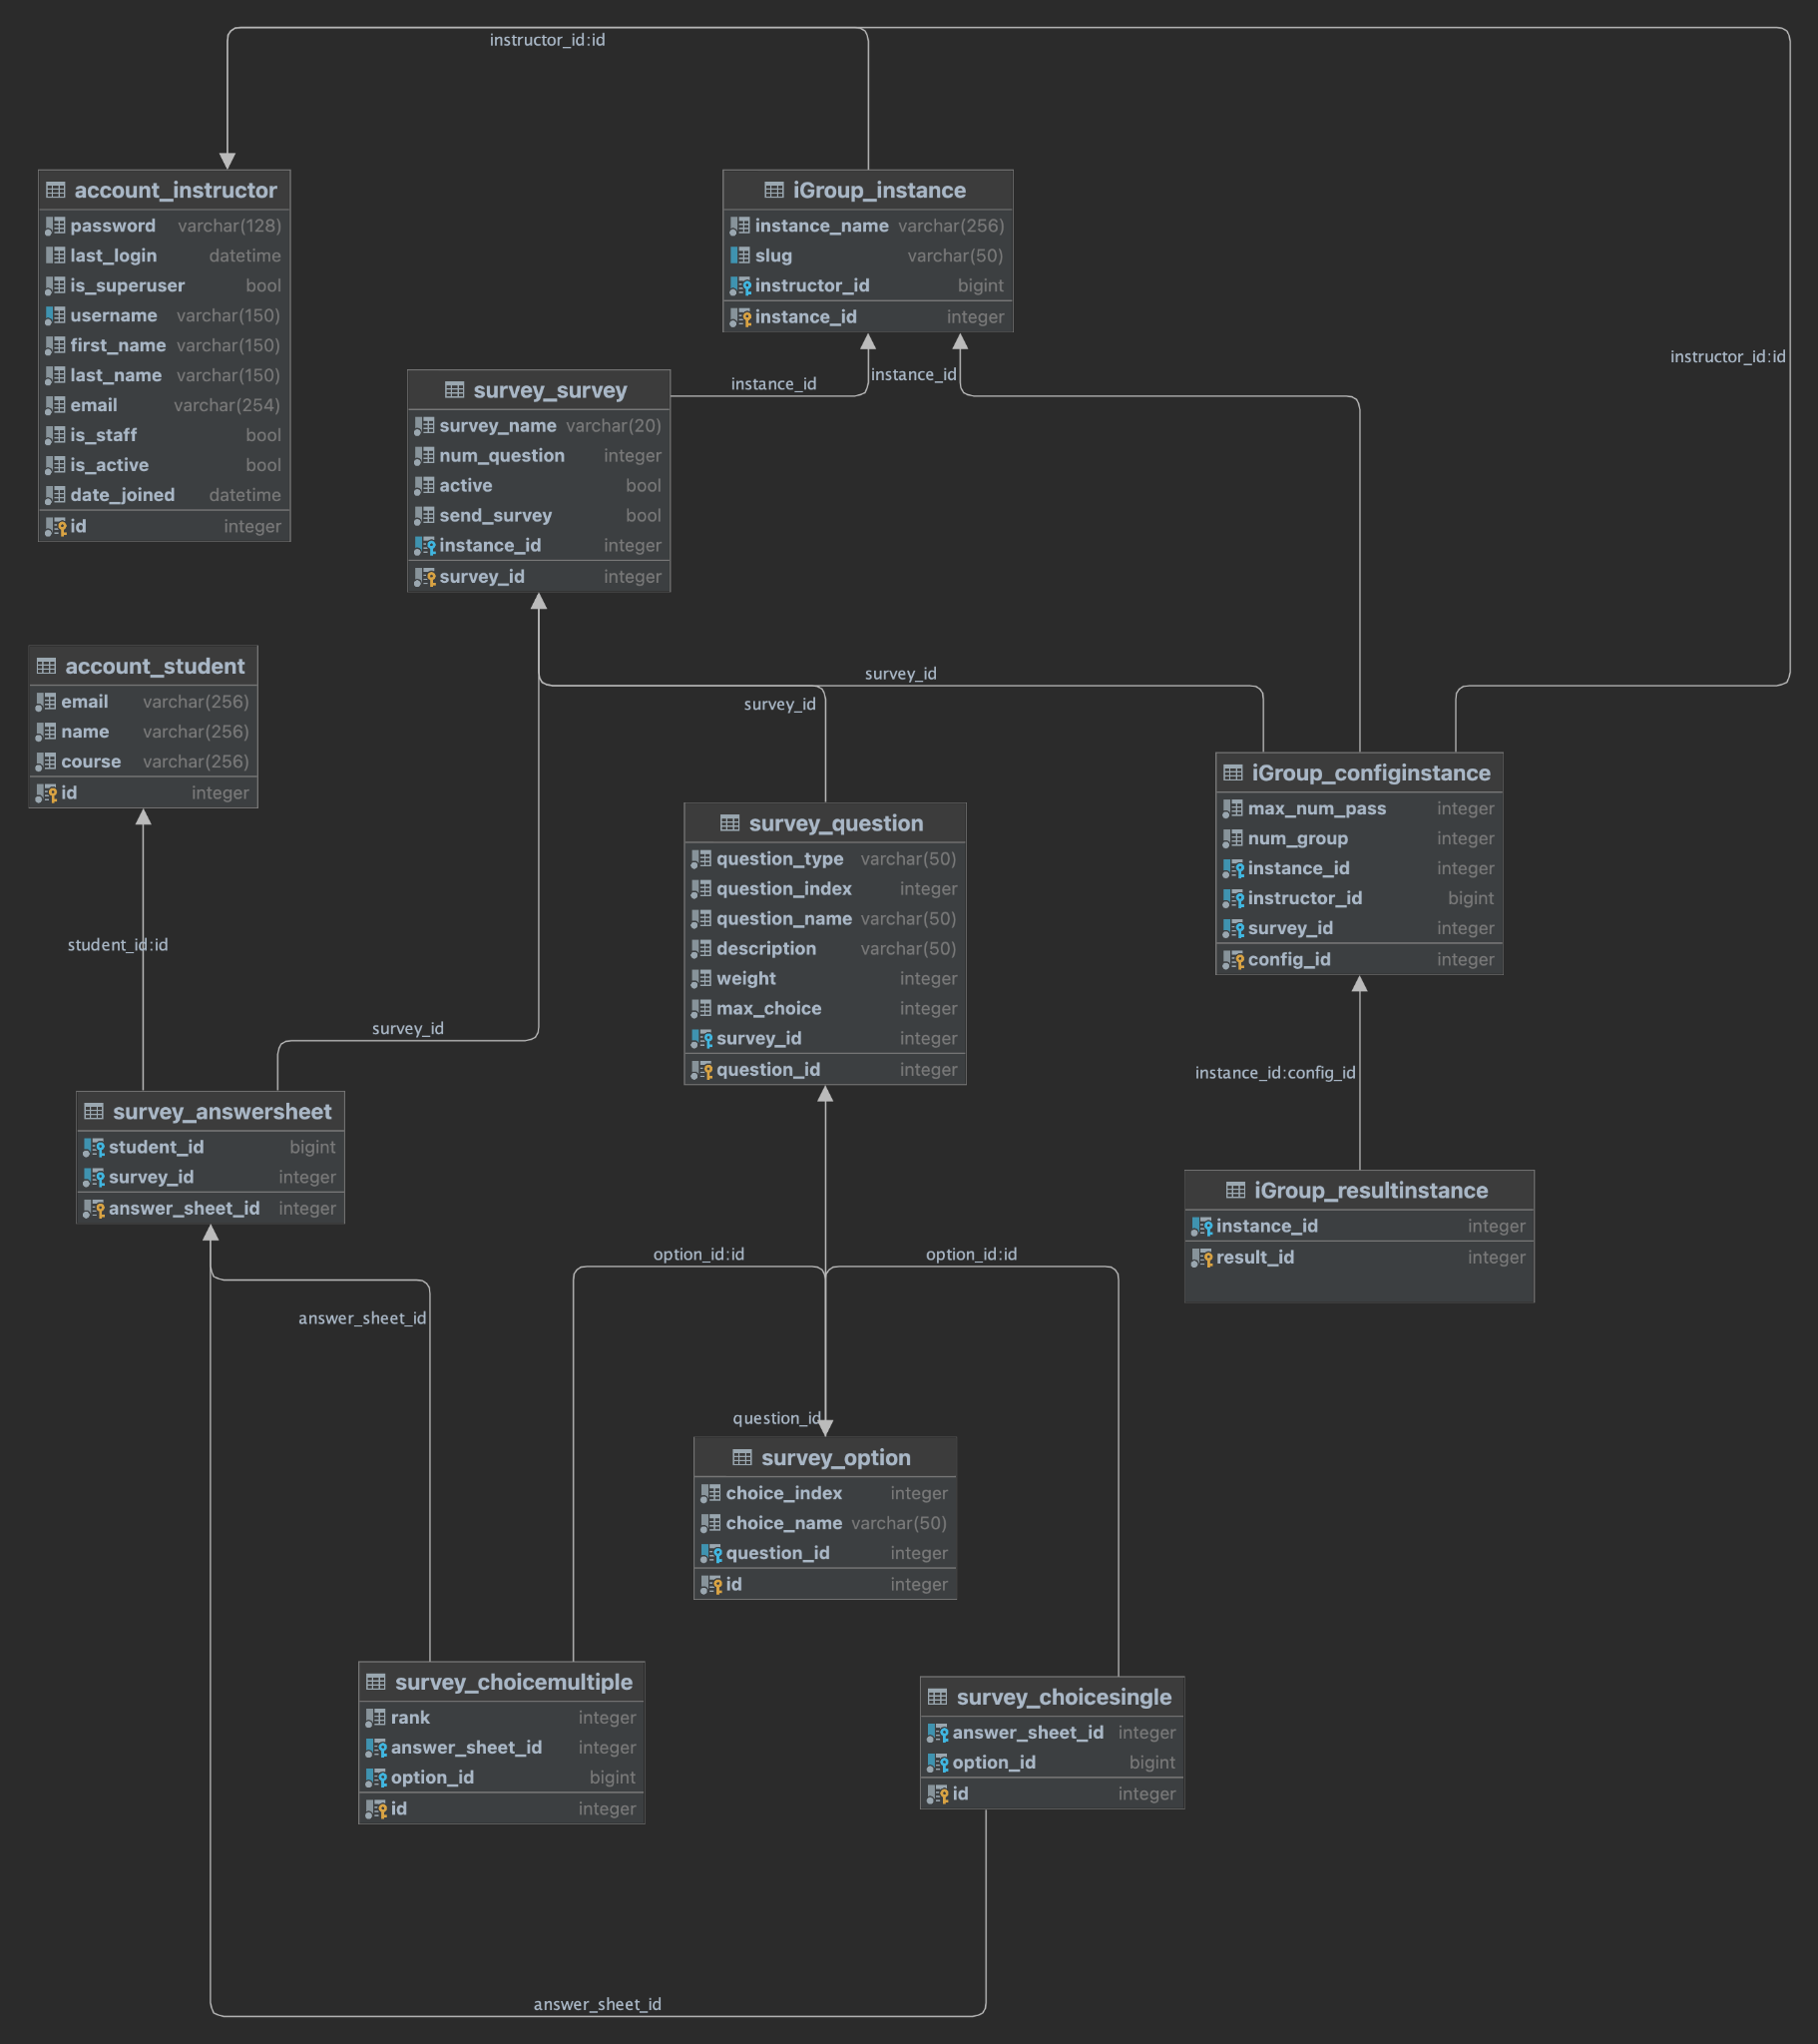 instructor_id:id
account_instructor
password varchar(128)
last_login datetime
is_superuser bool
username varchar(150)
first_name varchar(150)
last_name varchar(150)
email varchar(254)
is_staff bool
is_active bool
date_joined datetime
id integer
iGroup_instance
instance_name varchar(256)
slug varchar(50)
instructor_id bigint
instance_id integer
instructor_id:id
instance_id
instance_id
survey_survey
survey_name varchar(20)
num_question integer
active bool
send_survey bool
instance_id integer
survey_id integer
account_student
email varchar(256)
name varchar(256)
course varchar(256)
id integer
survey_id
survey_id
survey_question
question_type varchar(50)
question_index integer
question_name varchar(50)
description varchar(50)
weight integer
max_choice integer
survey_id integer
question_id integer
iGroup_configinstance
max_num_pass integer
num_group integer
instance_id integer
instructor_id bigint
survey_id integer
config_id integer
student_id:id
survey_id
instance_id:config_id
survey_answersheet
student_id bigint
survey_id integer
answer_sheet_id integer
iGroup_resultinstance
instance_id integer
result_id integer
option_id:id
option_id:id
answer_sheet_id
question_id
survey_option
choice_index integer
choice_name varchar(50)
question_id integer
id integer
survey_choicemultiple
rank integer
answer_sheet_id integer
option_id bigint
id integer
survey_choicesingle
answer_sheet_id integer
option_id bigint
id integer
answer_sheet_id